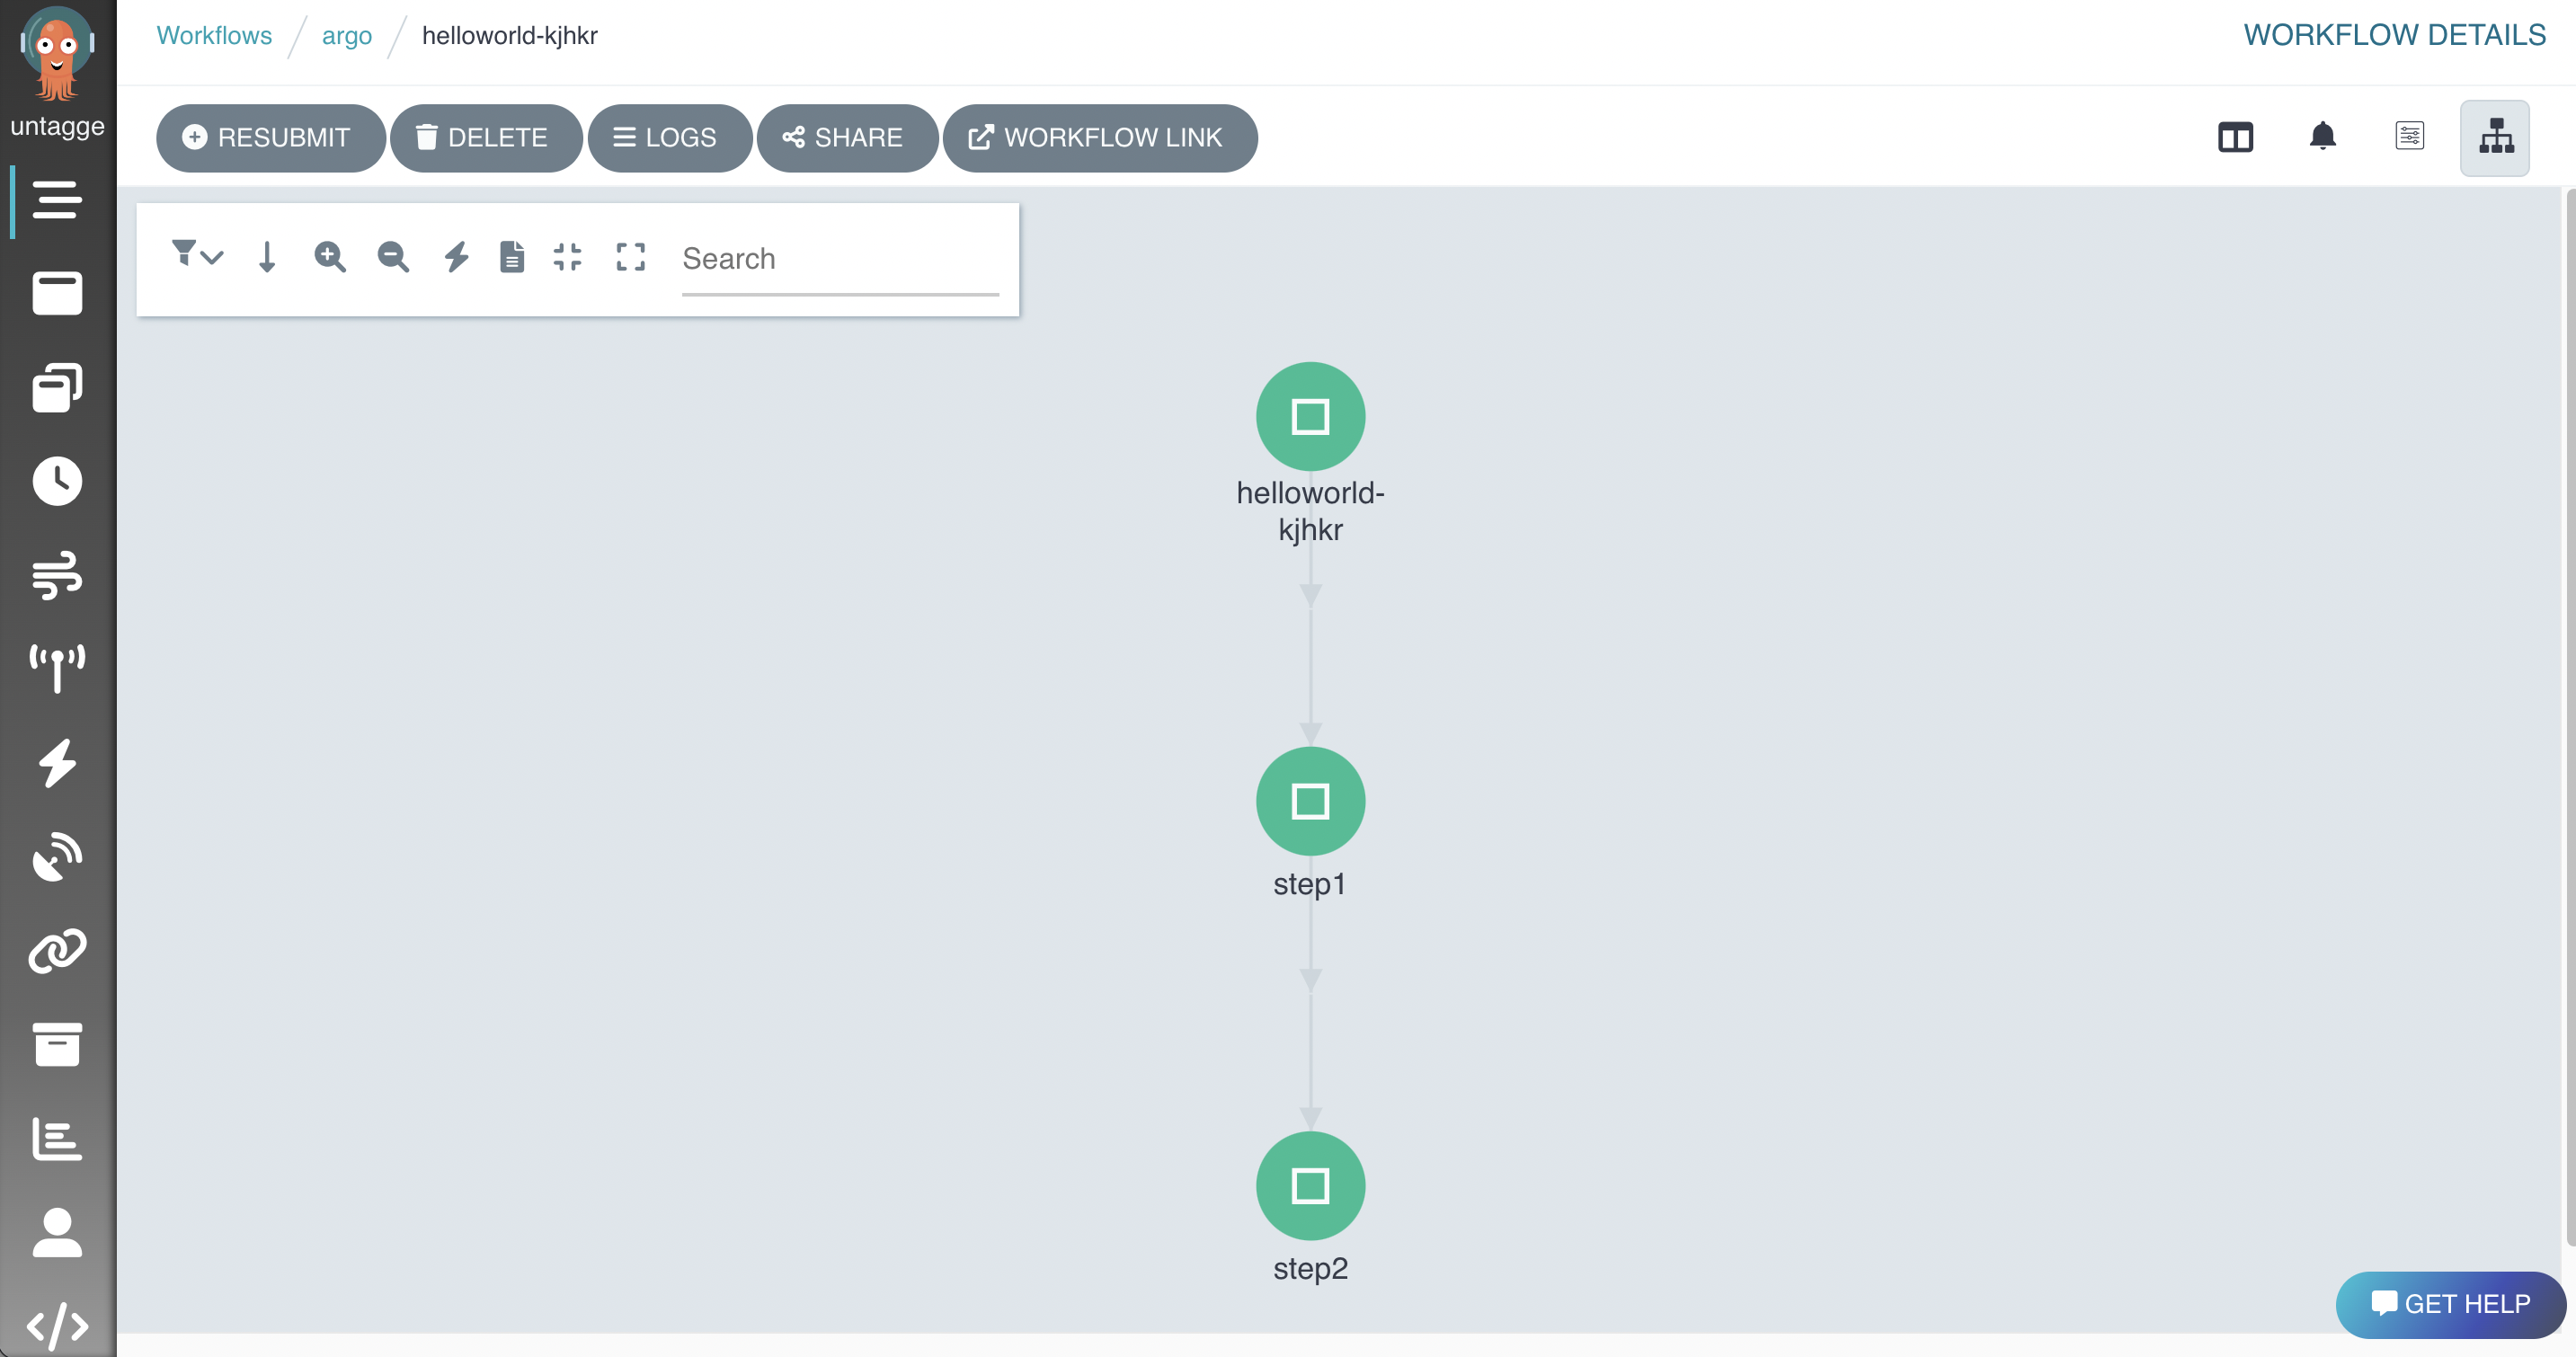 Workflows / argo / helloworld-kjhkr
WORKFLOW DETAILS
untagge
RESUBMIT
DELETE
LOGS
SHARE
WORKFLOW LINK
Search
helloworld-
kjhkr
step1
step2
GET HELP